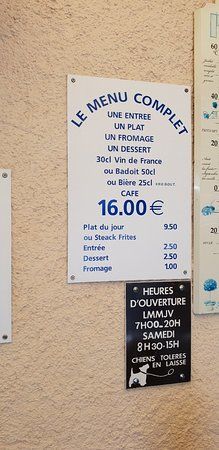 LE MENU COMPLET
UNE ENTREE
UN PLAT
UN FROMAGE
UN DESSERT
30cl Vin de France
ou Badoit 50cl
ou Bière 25cl
CAFE
16.00€
Plat du jour 9.50
ou Steack Frites
Entrée 2.50
Dessert 2.50
Fromage 1.00
HEURES
D'OUVERTURE
LMMJV
7H00-20H
SAMEDI
8H30-15H
CHIENS TOLERES
EN LAISSE